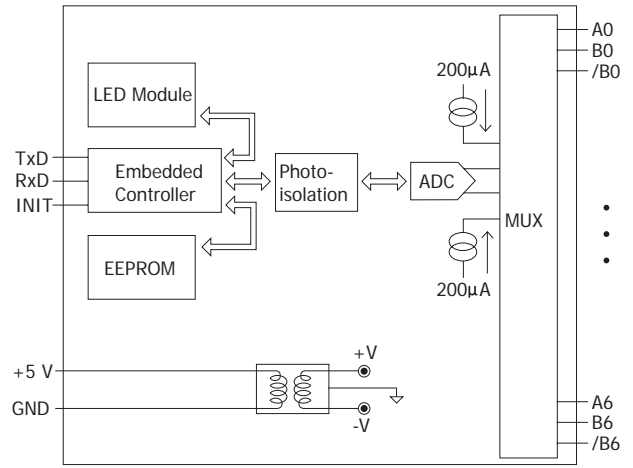 A0
B0
/B0
200µA
LED Module
TxD
RxD
INIT
Embedded
Controller
Photo-
isolation
ADC
MUX
200µA
EEPROM
+5 V
GND
+V
-V
A6
B6
/B6